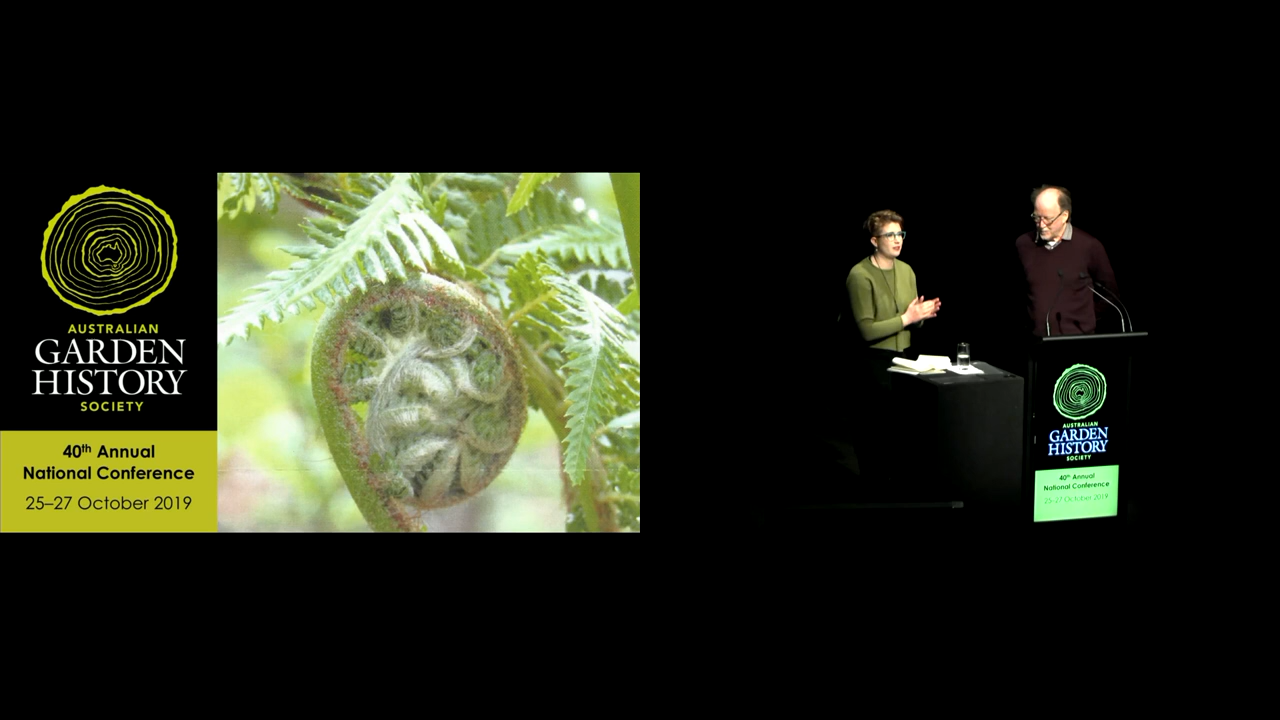 AUSTRALIAN
GARDEN
HISTORY
SOCIETY
40th Annual
National Conference
25–27 October 2019
AUSTRALIAN
GARDEN
HISTORY
SOCIETY
40th Annual
National Conference
25–27 October 2019